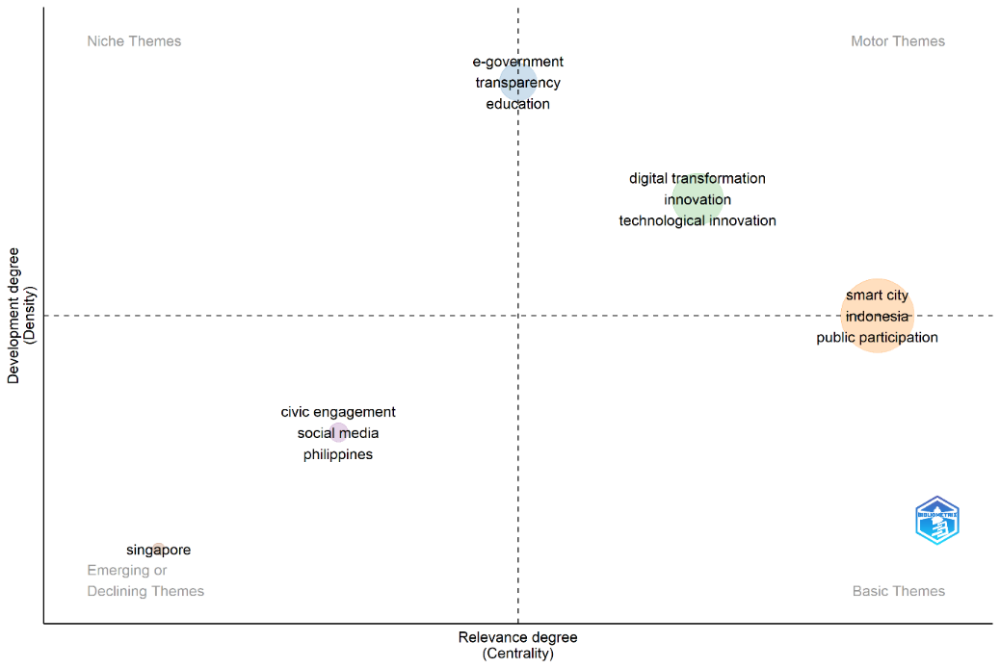 Niche Themes
Motor Themes
e-government
transparency
education
digital transformation
innovation
technological innovation
smart city
indonesia
public participation
Development degree
(Density)
civic engagement
social media
philippines
BIBLIOMETRIX
singapore
Emerging or
Declining Themes
Basic Themes
Relevance degree
(Centrality)